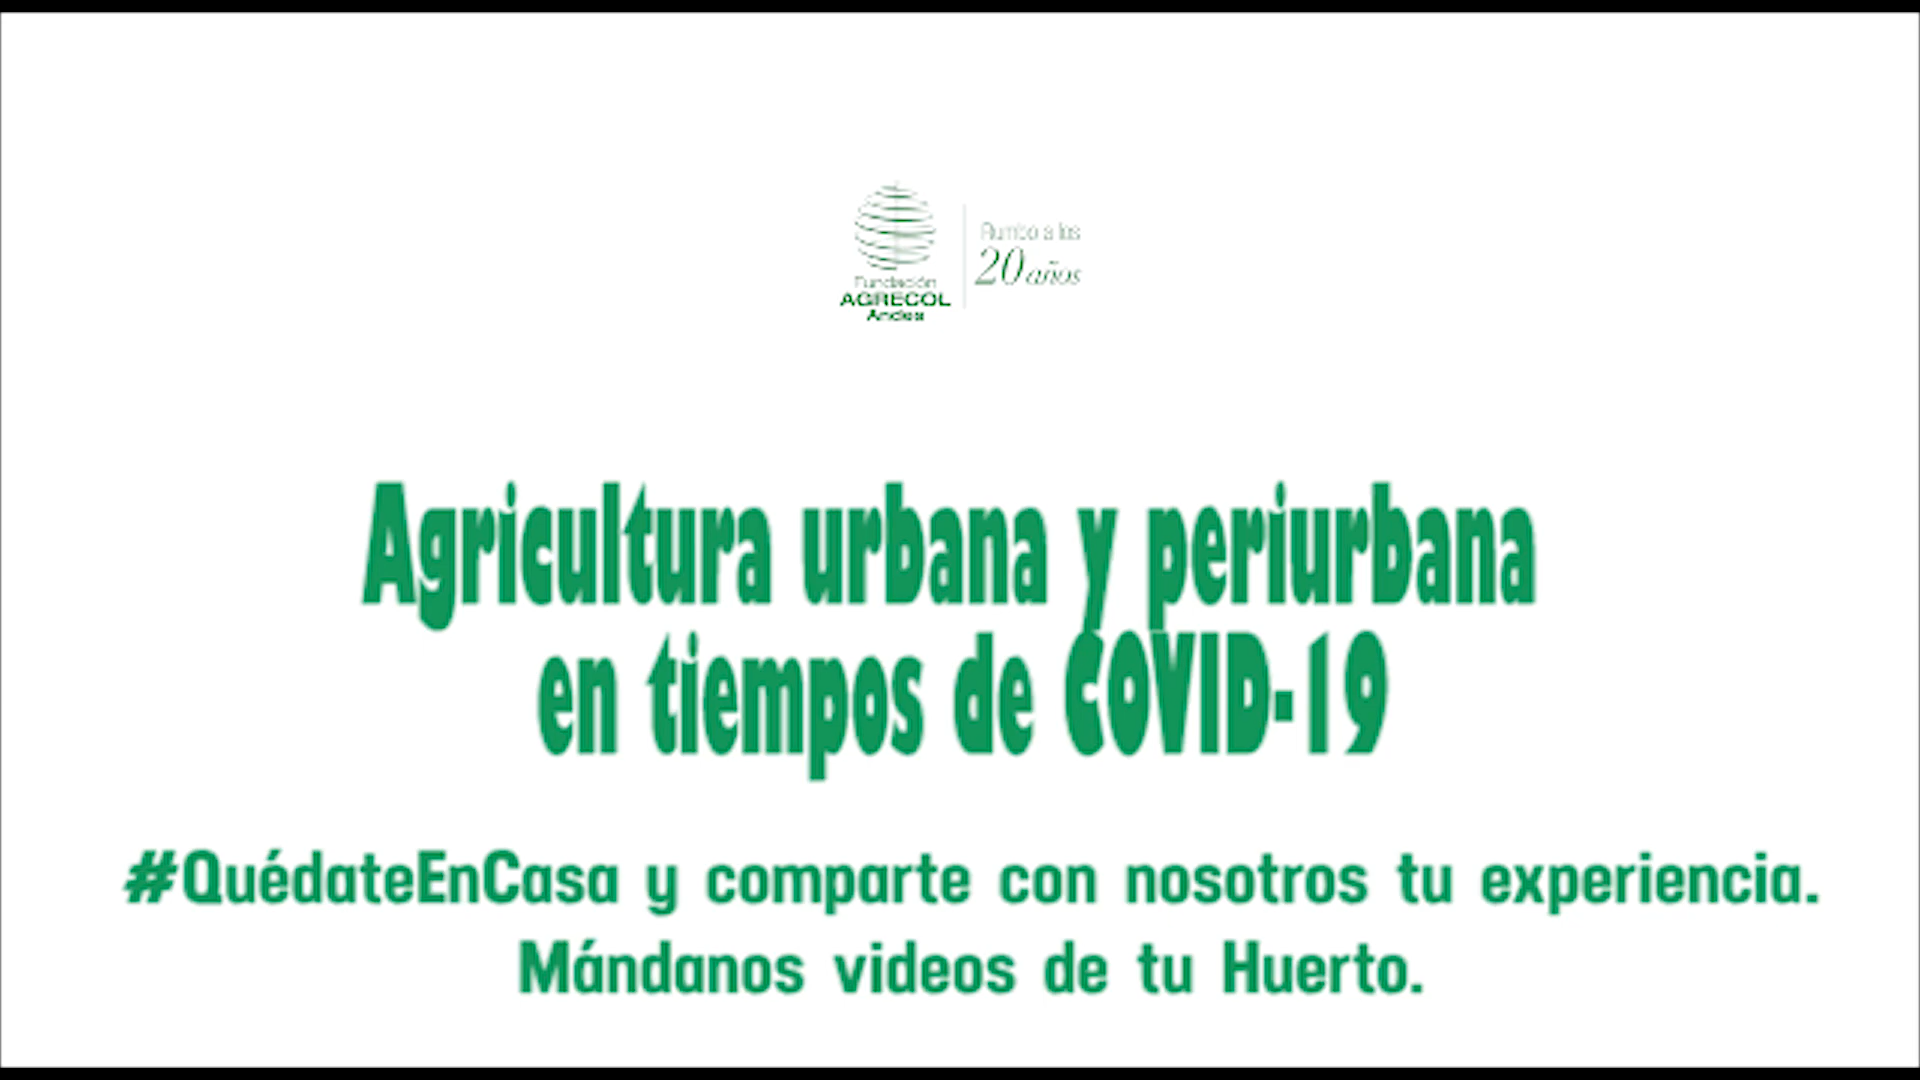 Fundación
AGRECOL
Andes
Rumbo a los
20 años
Agricultura urbana y periurbana
en tiempos de COVID-19
#QuédateEnCasa y comparte con nosotros tu experiencia.
Mándanos videos de tu Huerto.